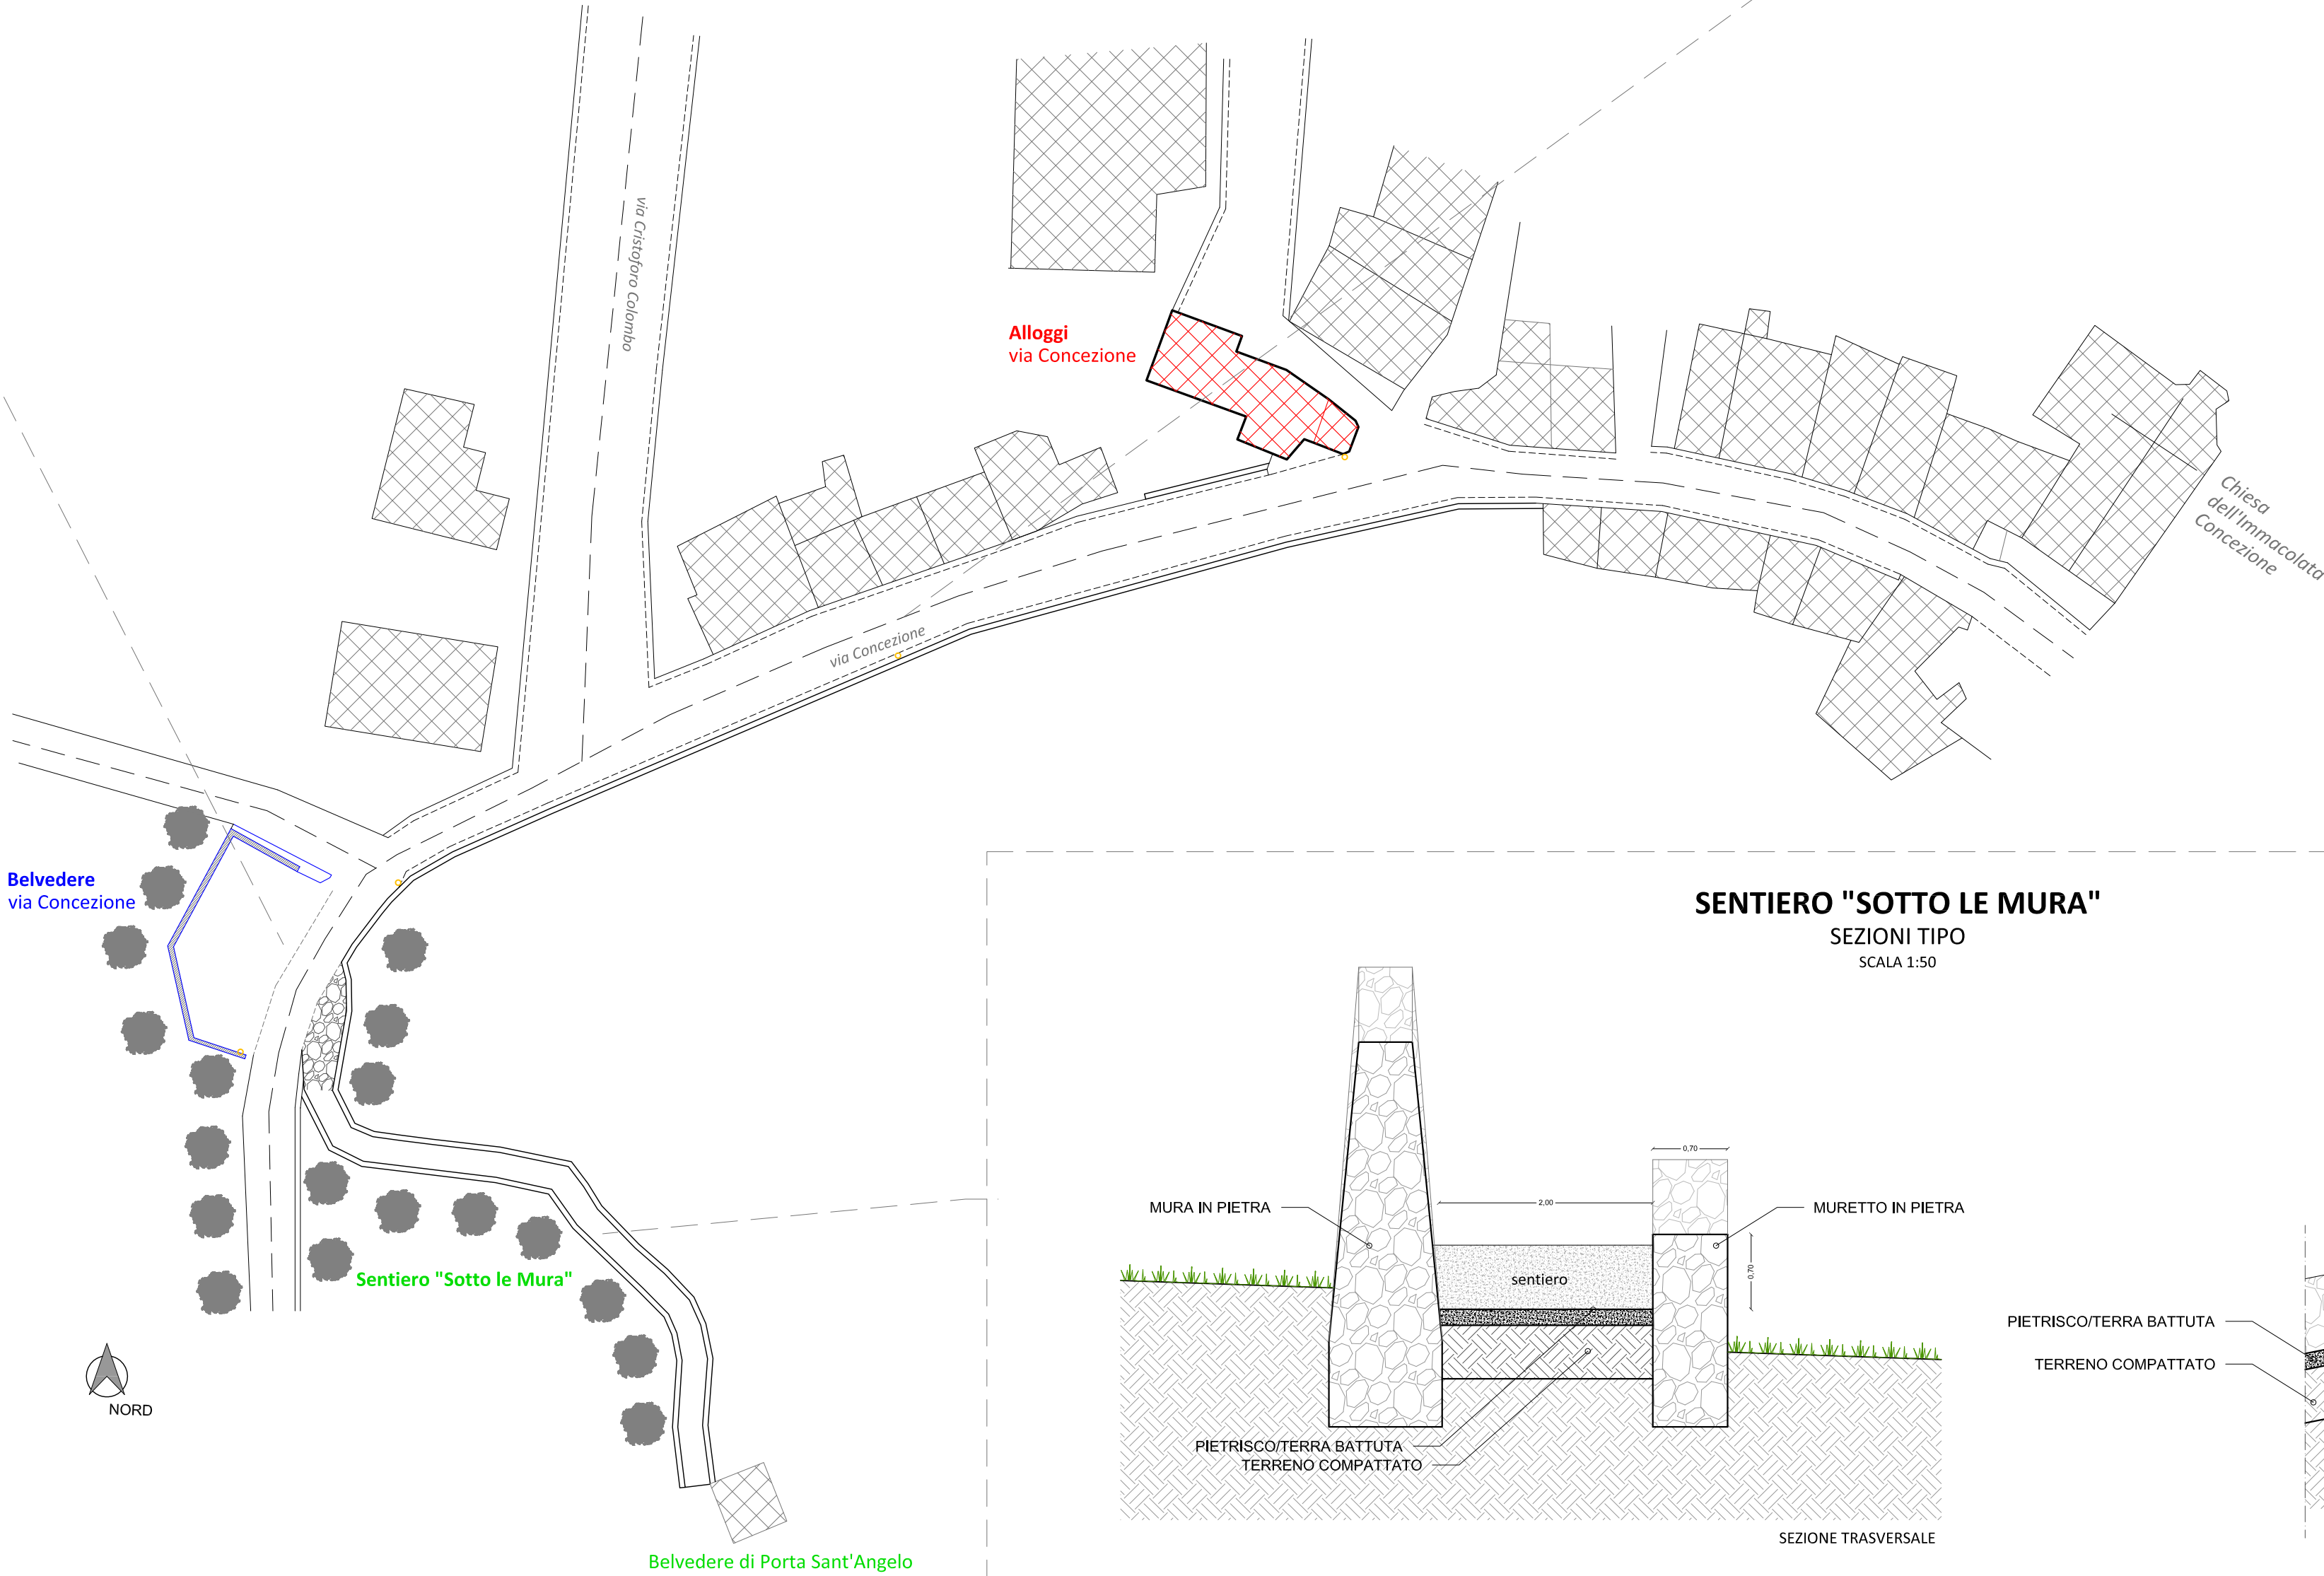 via Cristoforo Colombo
Alloggi
via Concezione
Chiesa
dell'Immacolata
Concezione
via Concezione
Belvedere
via Concezione
Sentiero "Sotto le Mura"
NORD
Belvedere di Porta Sant'Angelo
SENTIERO "SOTTO LE MURA"
SEZIONI TIPO
SCALA 1:50
0,70
MURA IN PIETRA
2,00
MURETTO IN PIETRA
sentiero
0,70
PIETRISCO/TERRA BATTUTA
TERRENO COMPATTATO
PIETRISCO/TERRA BATTUTA
TERRENO COMPATTATO
SEZIONE TRASVERSALE